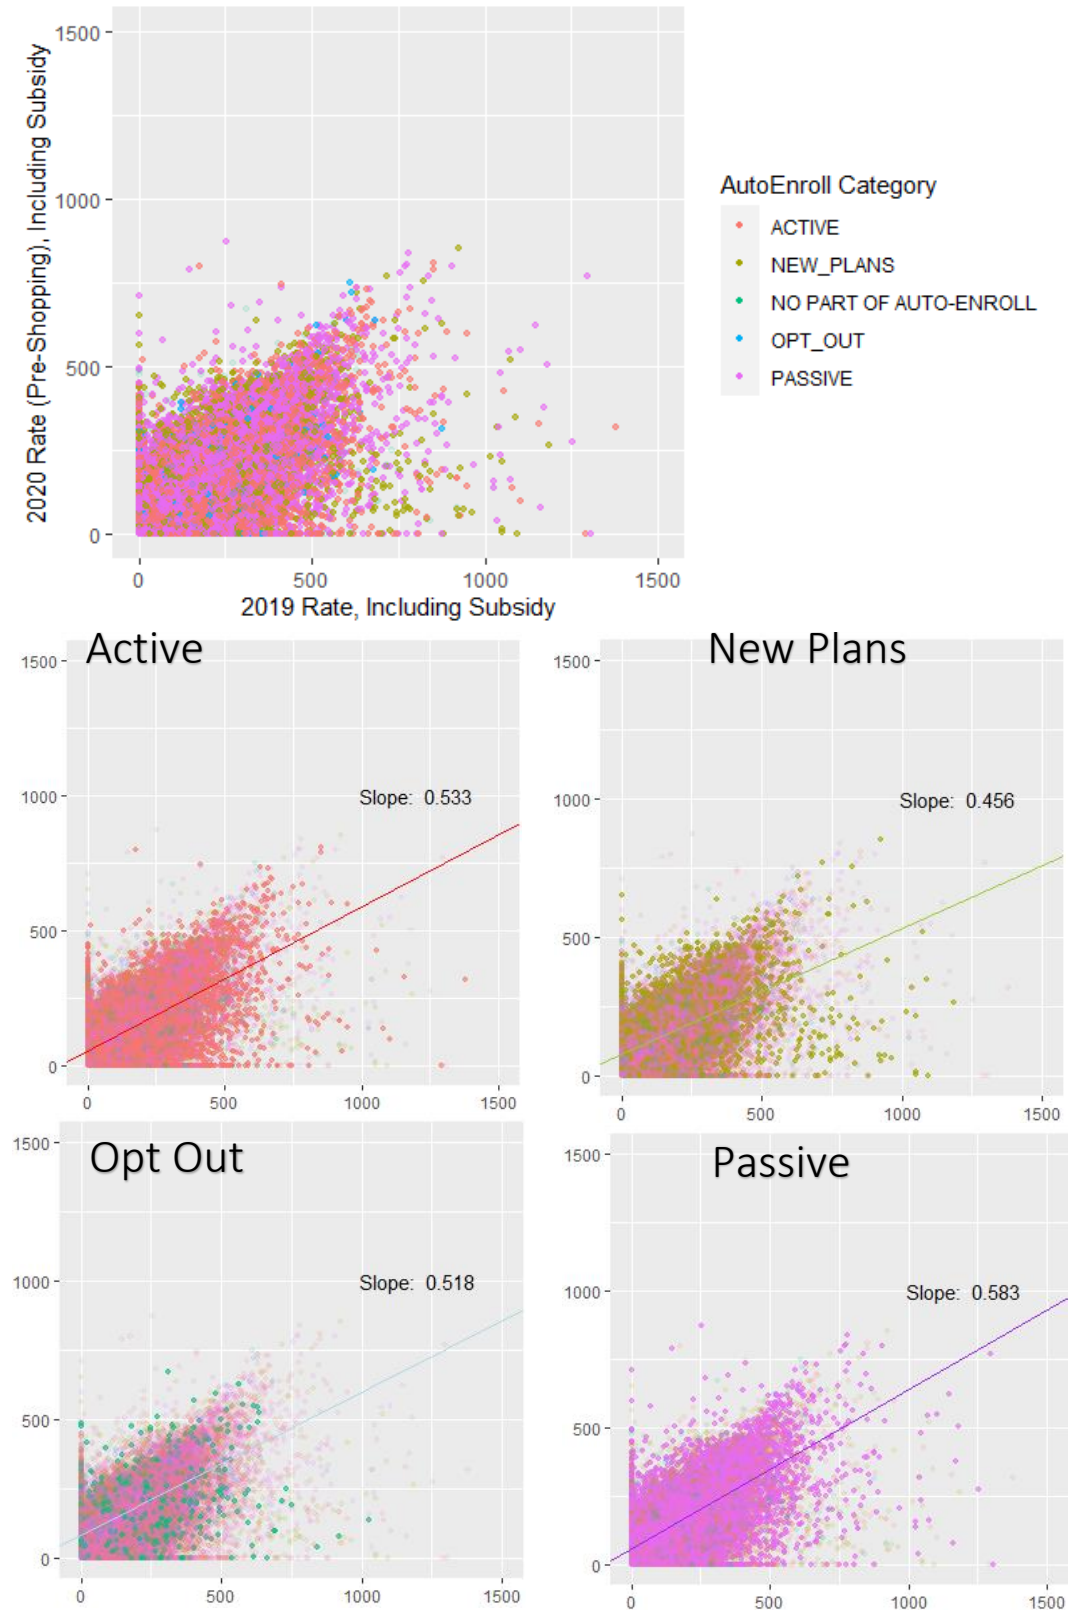 2020 Rate (Pre-Shopping), Including Subsidy
1500
1000
500
0
0 500 1000 1500
2019 Rate, Including Subsidy
AutoEnroll Category
ACTIVE
NEW_PLANS
NO PART OF AUTO-ENROLL
OPT_OUT
PASSIVE
Active
1500
1000
500
0
Slope: 0.533
0 500 1000 1500
New Plans
1500
1000
500
0
Slope: 0.456
0 500 1000 1500
Opt Out
1500
1000
500
0
Slope: 0.518
0 500 1000 1500
Passive
1500
1000
500
0
Slope: 0.583
0 500 1000 1500